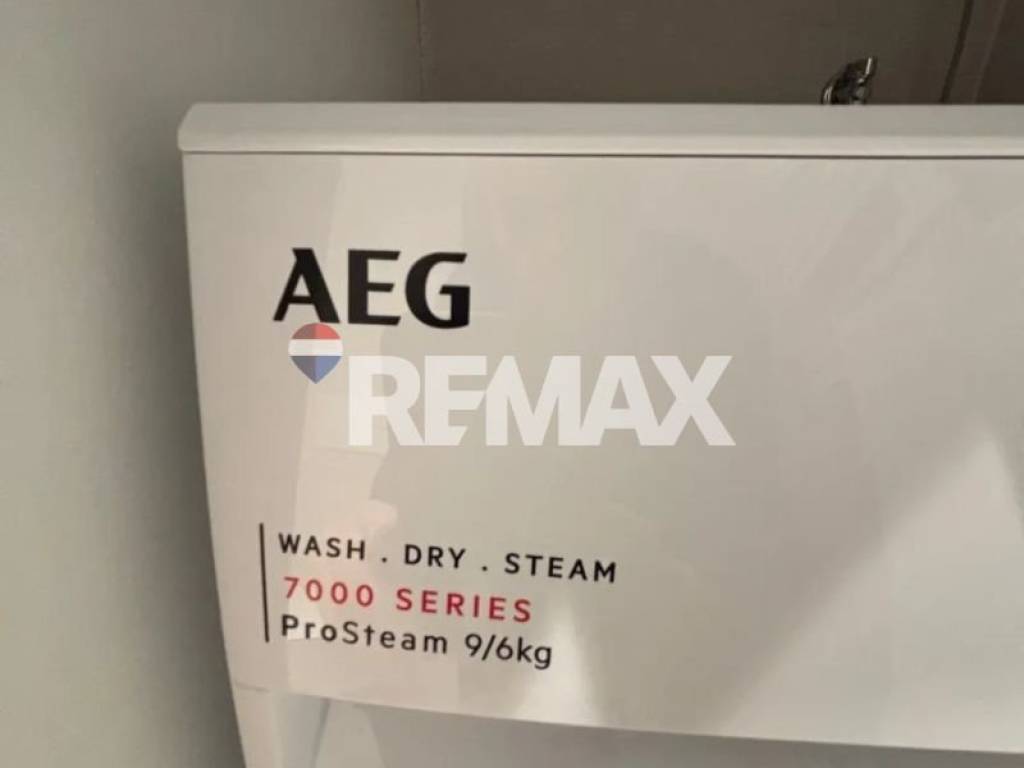 AEG
REMAX
WASH . DRY . STEAM
7000 SERIES
ProSteam 9/6kg